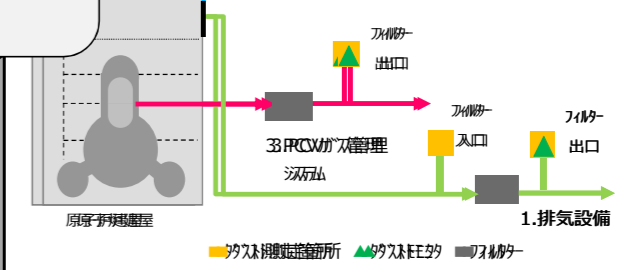 フィルター
出口
フィルター
入口
フィルター
出口
3.PCVガス管理
システム
原子炉建屋
1.排気設備
ダスト測定箇所 ダストモニタ フィルター